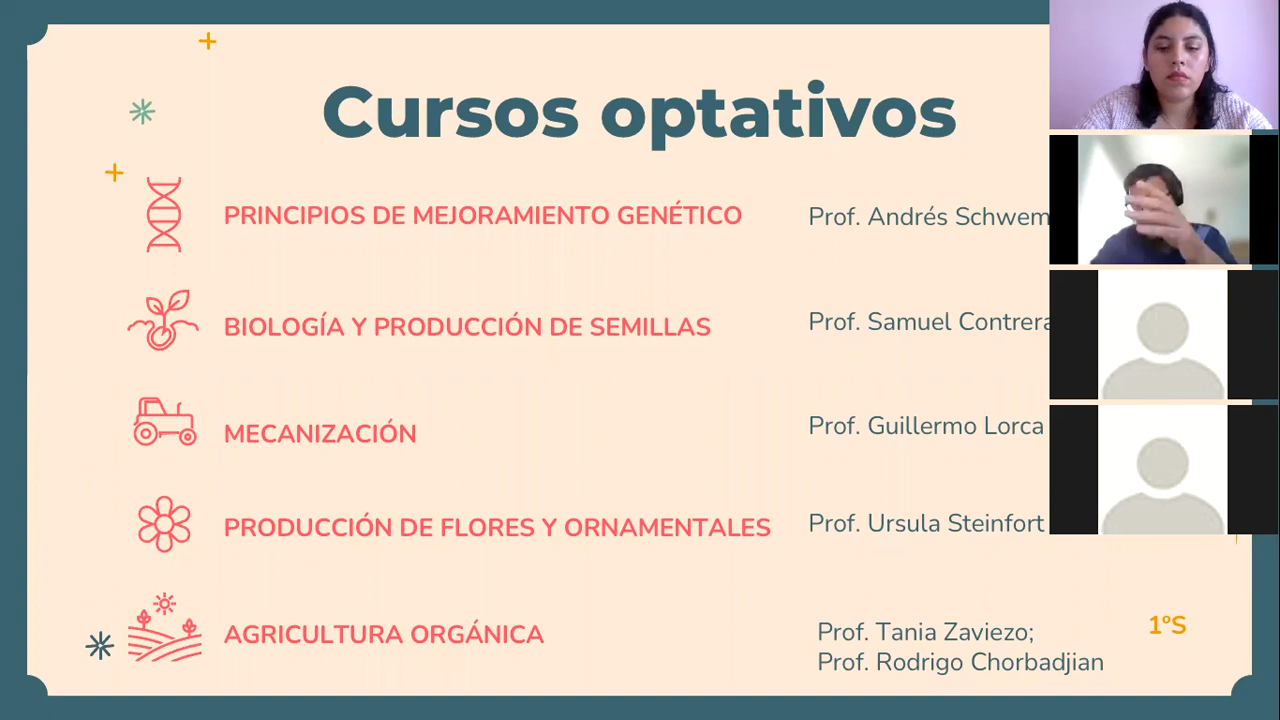 Cursos optativos
PRINCIPIOS DE MEJORAMIENTO GENÉTICO
Prof. Andrés
BIOLOGÍA Y PRODUCCIÓN DE SEMILLAS
Prof. Samuel
MECANIZACIÓN
Prof. Guillermo Lorca
PRODUCCIÓN DE FLORES Y ORNAMENTALES
Prof. Ursula Steinfort
AGRICULTURA ORGÁNICA
Prof. Tania Zaviezo;
Prof. Rodrigo Chorbadjian
1ºS